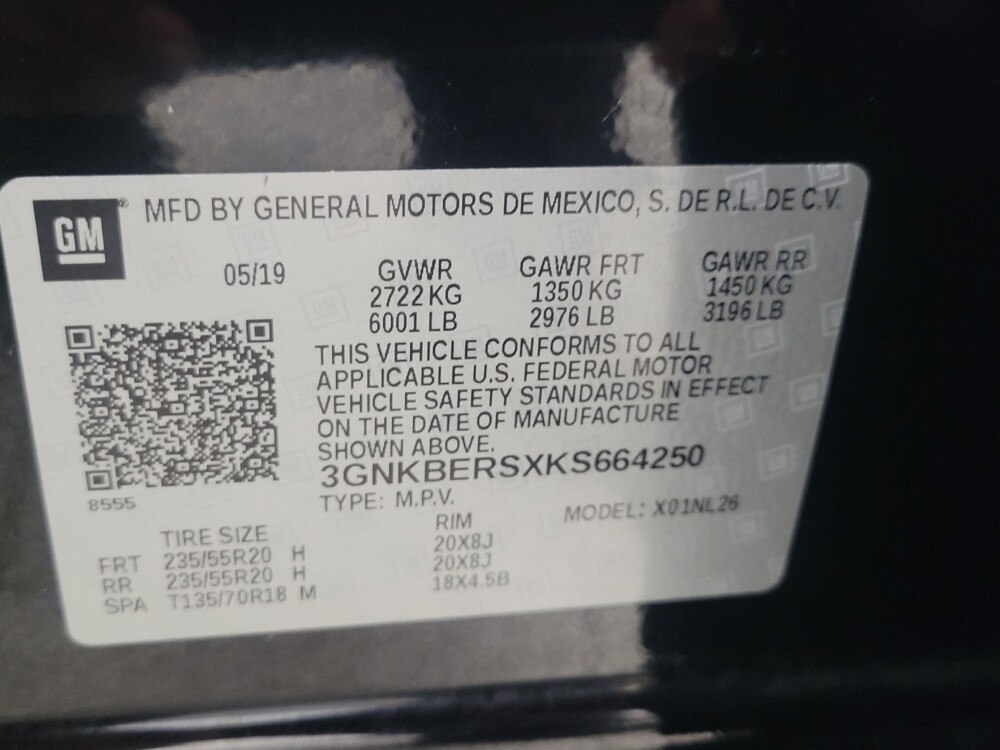 GM® MFD BY GENERAL MOTORS DE MEXICO, S. DE R.L. DE C.V.
05/19 GVWR GAWR FRT GAWR RR
2722 KG 1350 KG 1450 KG
6001 LB 2976 LB 3196 LB
THIS VEHICLE CONFORMS TO ALL
APPLICABLE U.S. FEDERAL MOTOR
VEHICLE SAFETY STANDARDS IN EFFECT
ON THE DATE OF MANUFACTURE
SHOWN ABOVE.
3GNKBERSXKS664250
8555
TYPE: M.P.V. MODEL: X01NL26
TIRE SIZE RIM
FRT 235/55R20 H 20X8J
RR 235/55R20 H 20X8J
SPA T135/70R18 M 18X4.5B